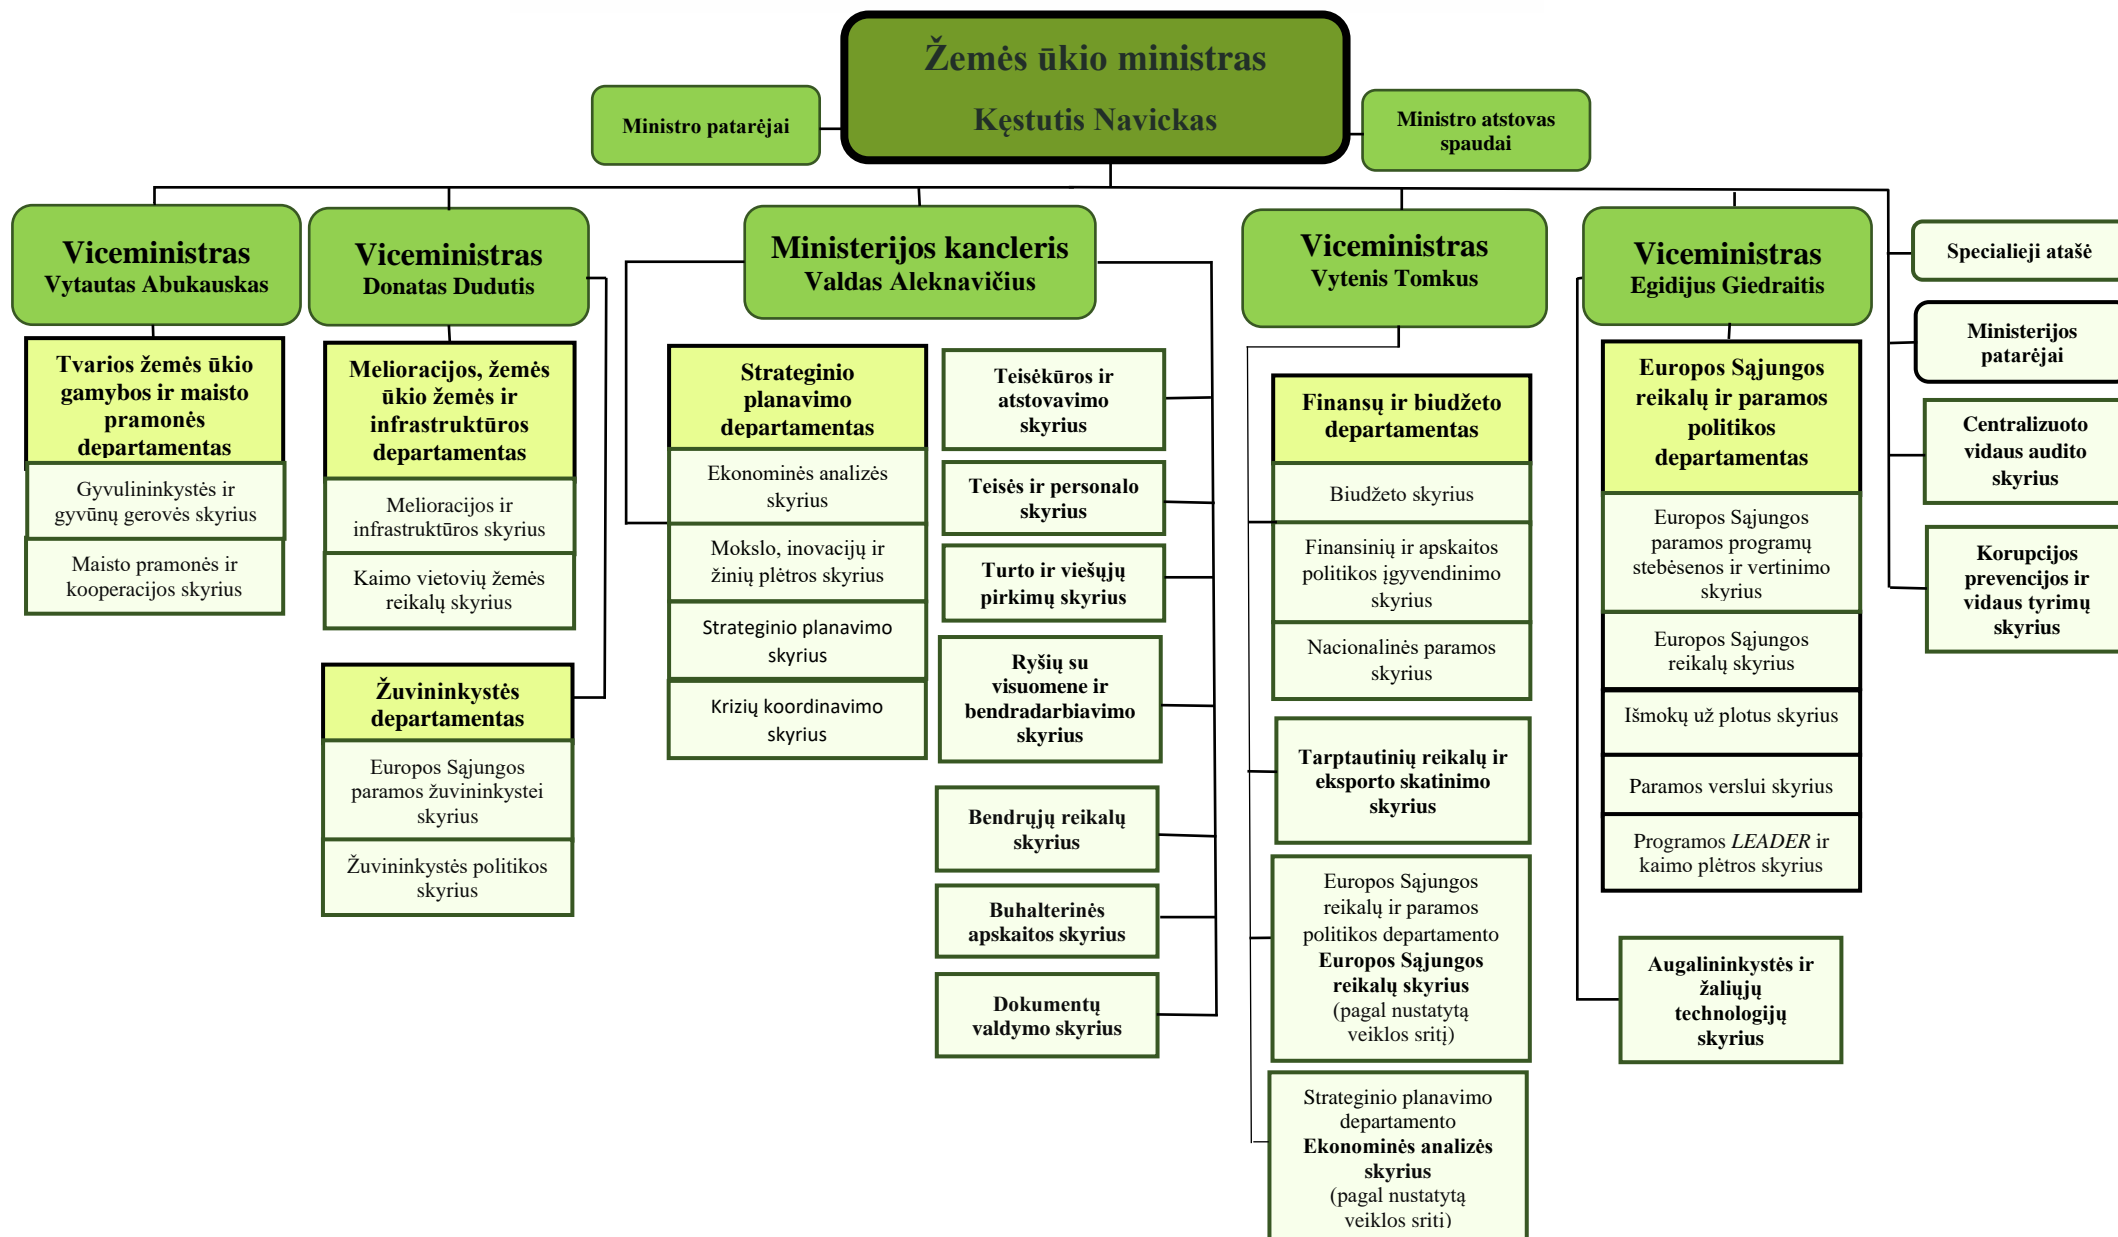 Žemės ūkio ministras
Kęstutis Navickas
Ministro patarėjai
Ministro atstovas
spaudai
Viceministras
Vytautas Abukauskas
Tvarios žemės ūkio
gamybos ir maisto
pramonės
departamentas
Gyvulininkystės ir
gyvūnų gerovės skyrius
Maisto pramonės ir
kooperacijos skyrius
Viceministras
Donatas Dudutis
Melioracijos, žemės
ūkio žemės ir
infrastruktūros
departamentas
Melioracijos ir
infrastruktūros skyrius
Kaimo vietovių žemės
reikalų skyrius
Žuvininkystės
departamentas
Europos Sąjungos
paramos žuvininkystei
skyrius
Žuvininkystės politikos
skyrius
Ministerijos kancleris
Valdas Aleknavičius
Strateginio
planavimo
departamentas
Ekonominės analizės
skyrius
Mokslo, inovacijų ir
žinių plėtros skyrius
Strateginio planavimo
skyrius
Krizių koordinavimo
skyrius
Teisėkūros ir
atstovavimo
skyrius
Teisės ir personalo
skyrius
Turto ir viešųjų
pirkimų skyrius
Ryšių su
visuomene ir
bendradarbiavimo
skyrius
Bendrųjų reikalų
skyrius
Buhalterinės
apskaitos skyrius
Dokumentų
valdymo skyrius
Viceministras
Vytenis Tomkus
Finansų ir biudžeto
departamentas
Biudžeto skyrius
Finansinių ir apskaitos
politikos įgyvendinimo
skyrius
Nacionalinės paramos
skyrius
Tarptautinių reikalų ir
eksporto skatinimo
skyrius
Europos Sąjungos
reikalų ir paramos
politikos departamento
Europos Sąjungos
reikalų skyrius
(pagal nustatytą
veiklos sritį)
Strateginio planavimo
departamento
Ekonominės analizės
skyrius
(pagal nustatytą
veiklos sritį)
Viceministras
Egidijus Giedraitis
Europos Sąjungos
reikalų ir paramos
politikos
departamentas
Europos Sąjungos
paramos programų
stebėsenos ir vertinimo
skyrius
Europos Sąjungos
reikalų skyrius
Išmokų už plotus skyrius
Paramos verslui skyrius
Programos LEADER ir
kaimo plėtros skyrius
Augalininkystės ir
žaliųjų
technologijų
skyrius
Specialieji atašė
Ministerijos
patarėjai
Centralizuoto
vidaus audito
skyrius
Korupcijos
prevencijos ir
vidaus tyrimų
skyrius